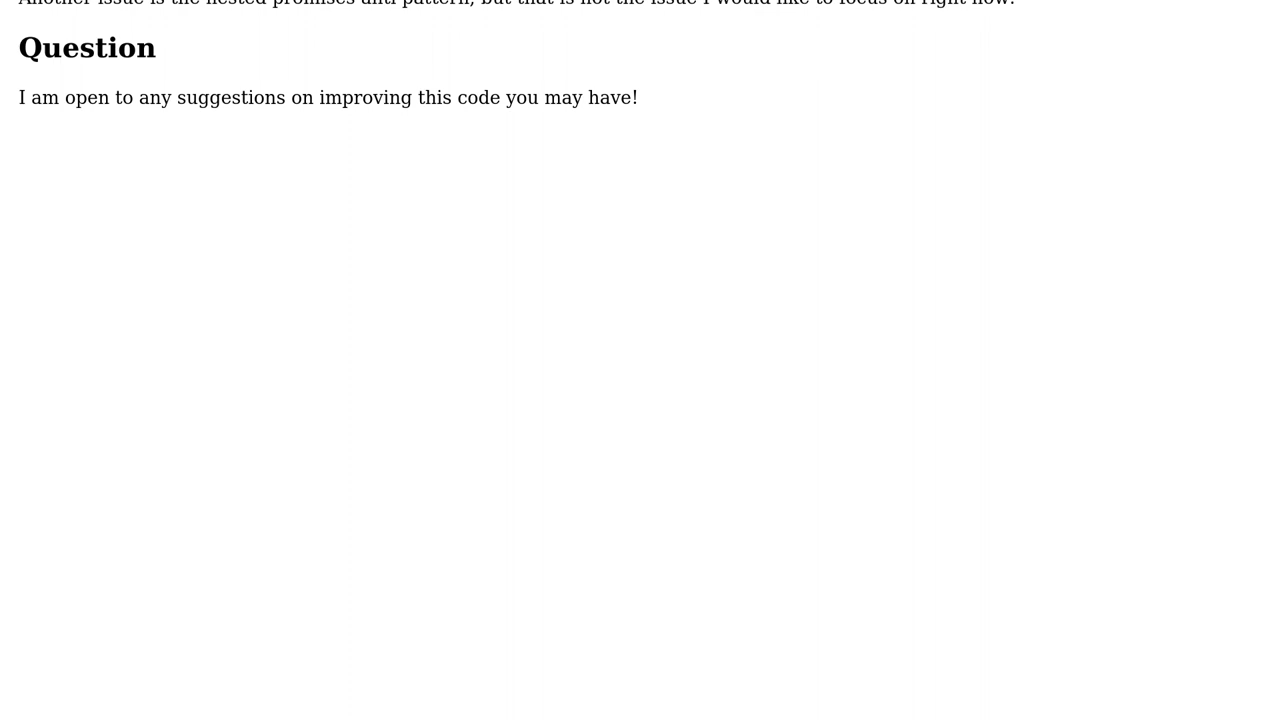 Another issue is the nested promises anti-pattern, but that is not the issue I would like to focus on right now.
Question
I am open to any suggestions on improving this code you may have!